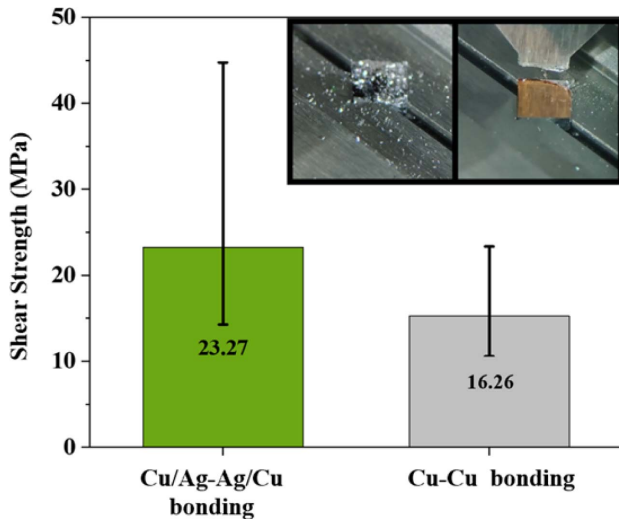 50
40
30
20
10
0
Shear Strength (MPa)
23.27
16.26
Cu/Ag-Ag/Cu
bonding
Cu-Cu bonding